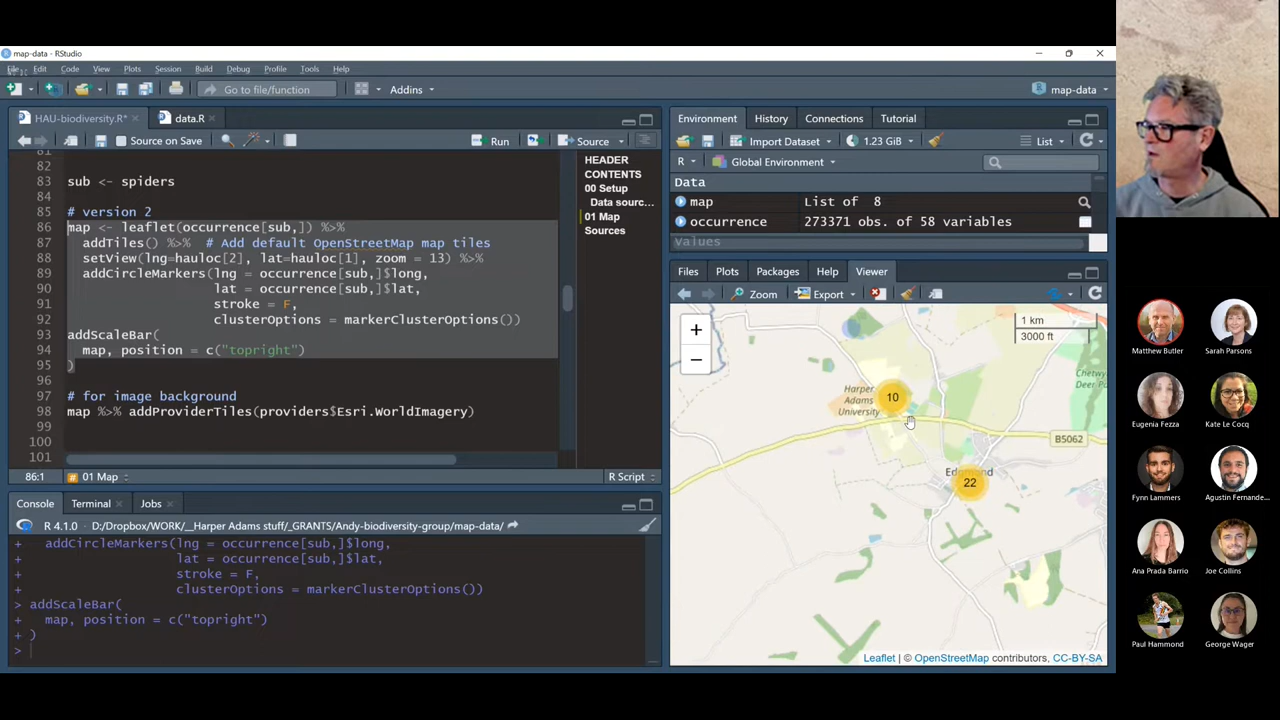 map-data - RStudio
File Edit Code View Plots Session Build Debug Profile Tools Help
Go to file/function
Addins
map-data
HAU-biodiversity.R*
data.R
Source on Save
Run
Source
81
82
83 sub <- spiders
84
85 # version 2
86 map <- leaflet(occurrence[sub,]) %>%
87 addTiles() %>% # Add default OpenStreetMap map tiles
88 setView(lng=hauloc[2], lat=hauloc[1], zoom = 13) %>%
89 addCircleMarkers(lng = occurrence[sub,]$long,
90 lat = occurrence[sub,]$lat,
91 stroke = F,
92 clusterOptions = markerClusterOptions())
93 addScaleBar(
94 map, position = c("topright")
95 )
96
97 # for image background
98 map %>% addProviderTiles(providers$Esri.WorldImagery)
99
100
101
86:1
01 Map
R Script
HEADER
CONTENTS
00 Setup
Data sourc...
01 Map
Sources
Console
Terminal
Jobs
R 4.1.0 · D:/Dropbox/WORK/__Harper Adams stuff/_GRANTS/Andy-biodiversity-group/map-data/
+ addCircleMarkers(lng = occurrence[sub,]$long,
+ lat = occurrence[sub,]$lat,
+ stroke = F,
+ clusterOptions = markerClusterOptions())
> addScaleBar(
+ map, position = c("topright")
+ )
>
Environment
History
Connections
Tutorial
Import Dataset
1.23 GiB
List
R
Global Environment
Data
map List of 8
occurrence 273371 obs. of 58 variables
Values
Files
Plots
Packages
Help
Viewer
Zoom
Export
+
−
1 km
3000 ft
Harper
Adams
University
10
B5062
22
Leaflet | © OpenStreetMap contributors, CC-BY-SA
Matthew Butler
Sarah Parsons
Eugenia Fezza
Kate Le Cocq
Fynn Lammers
Agustin Fernande...
Ana Prada Barrio
Joe Collins
Paul Hammond
George Wager